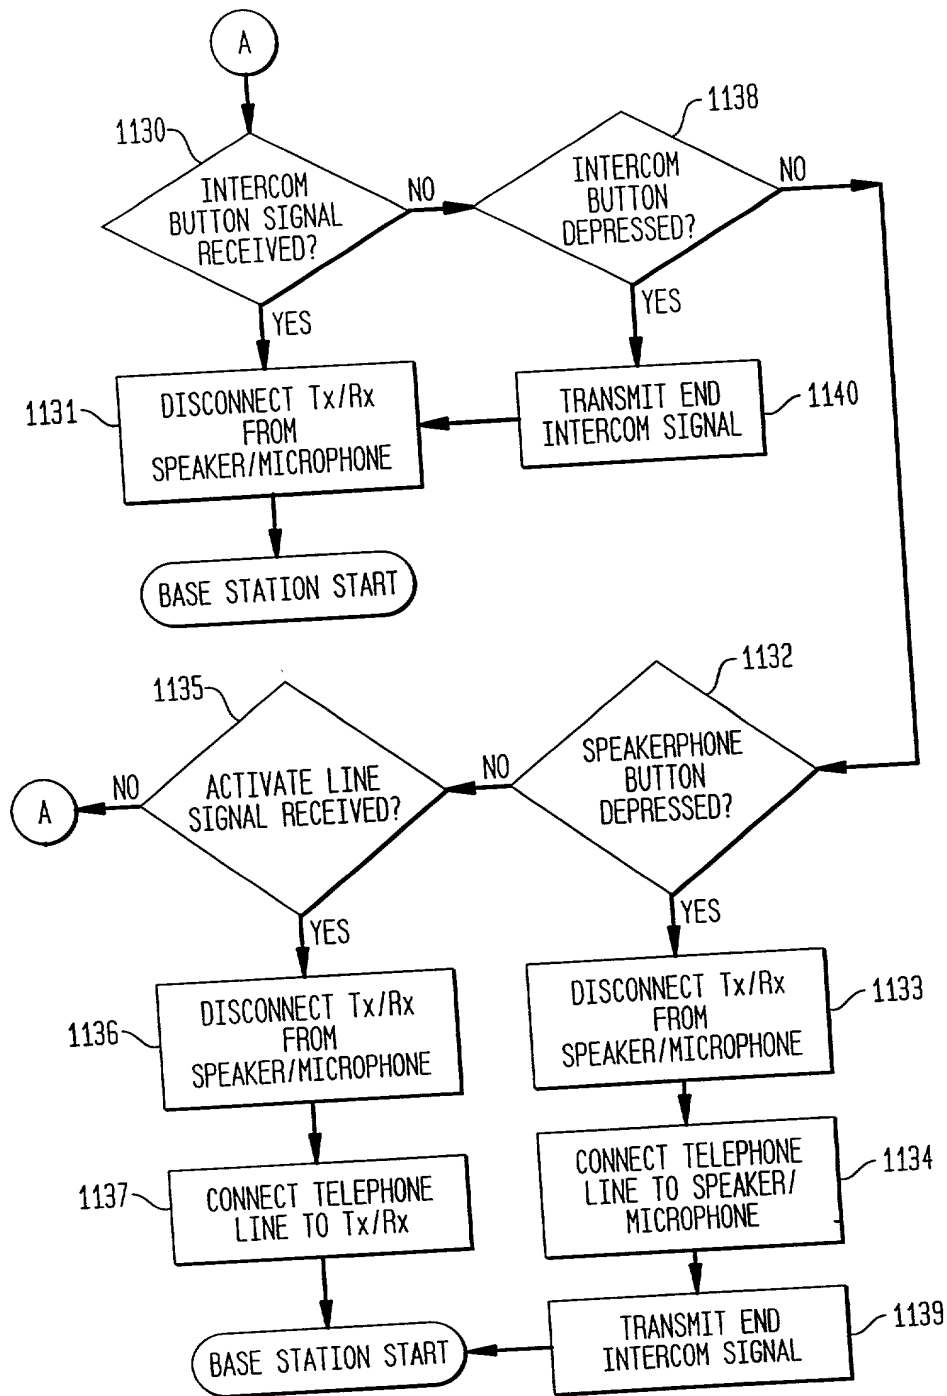 A
1130
INTERCOM
BUTTON SIGNAL
RECEIVED?
NO
YES
1138
INTERCOM
BUTTON
DEPRESSED?
NO
YES
1131
DISCONNECT Tx/Rx
FROM
SPEAKER/MICROPHONE
TRANSMIT END
INTERCOM SIGNAL
1140
BASE STATION START
1132
SPEAKERPHONE
BUTTON
DEPRESSED?
NO
YES
1135
ACTIVATE LINE
SIGNAL RECEIVED?
NO
YES
A
1136
DISCONNECT Tx/Rx
FROM
SPEAKER/MICROPHONE
DISCONNECT Tx/Rx
FROM
SPEAKER/MICROPHONE
1133
1137
CONNECT TELEPHONE
LINE TO Tx/Rx
CONNECT TELEPHONE
LINE TO SPEAKER/
MICROPHONE
1134
BASE STATION START
TRANSMIT END
INTERCOM SIGNAL
1139